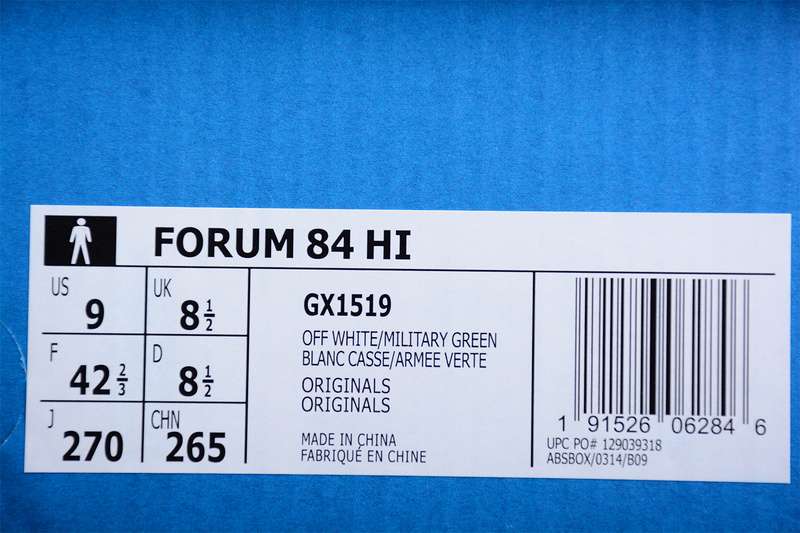 FORUM 84 HI
US 9 UK 8 1/2
F 42 2/3 D 8 1/2
J 270 CHN 265
GX1519
OFF WHITE/MILITARY GREEN
BLANC CASSE/ARMEE VERTE
ORIGINALS
ORIGINALS
MADE IN CHINA
FABRIQUÉ EN CHINE
1 91526 06284 6
UPC PO# 129039318
ABSBOX/0314/B09